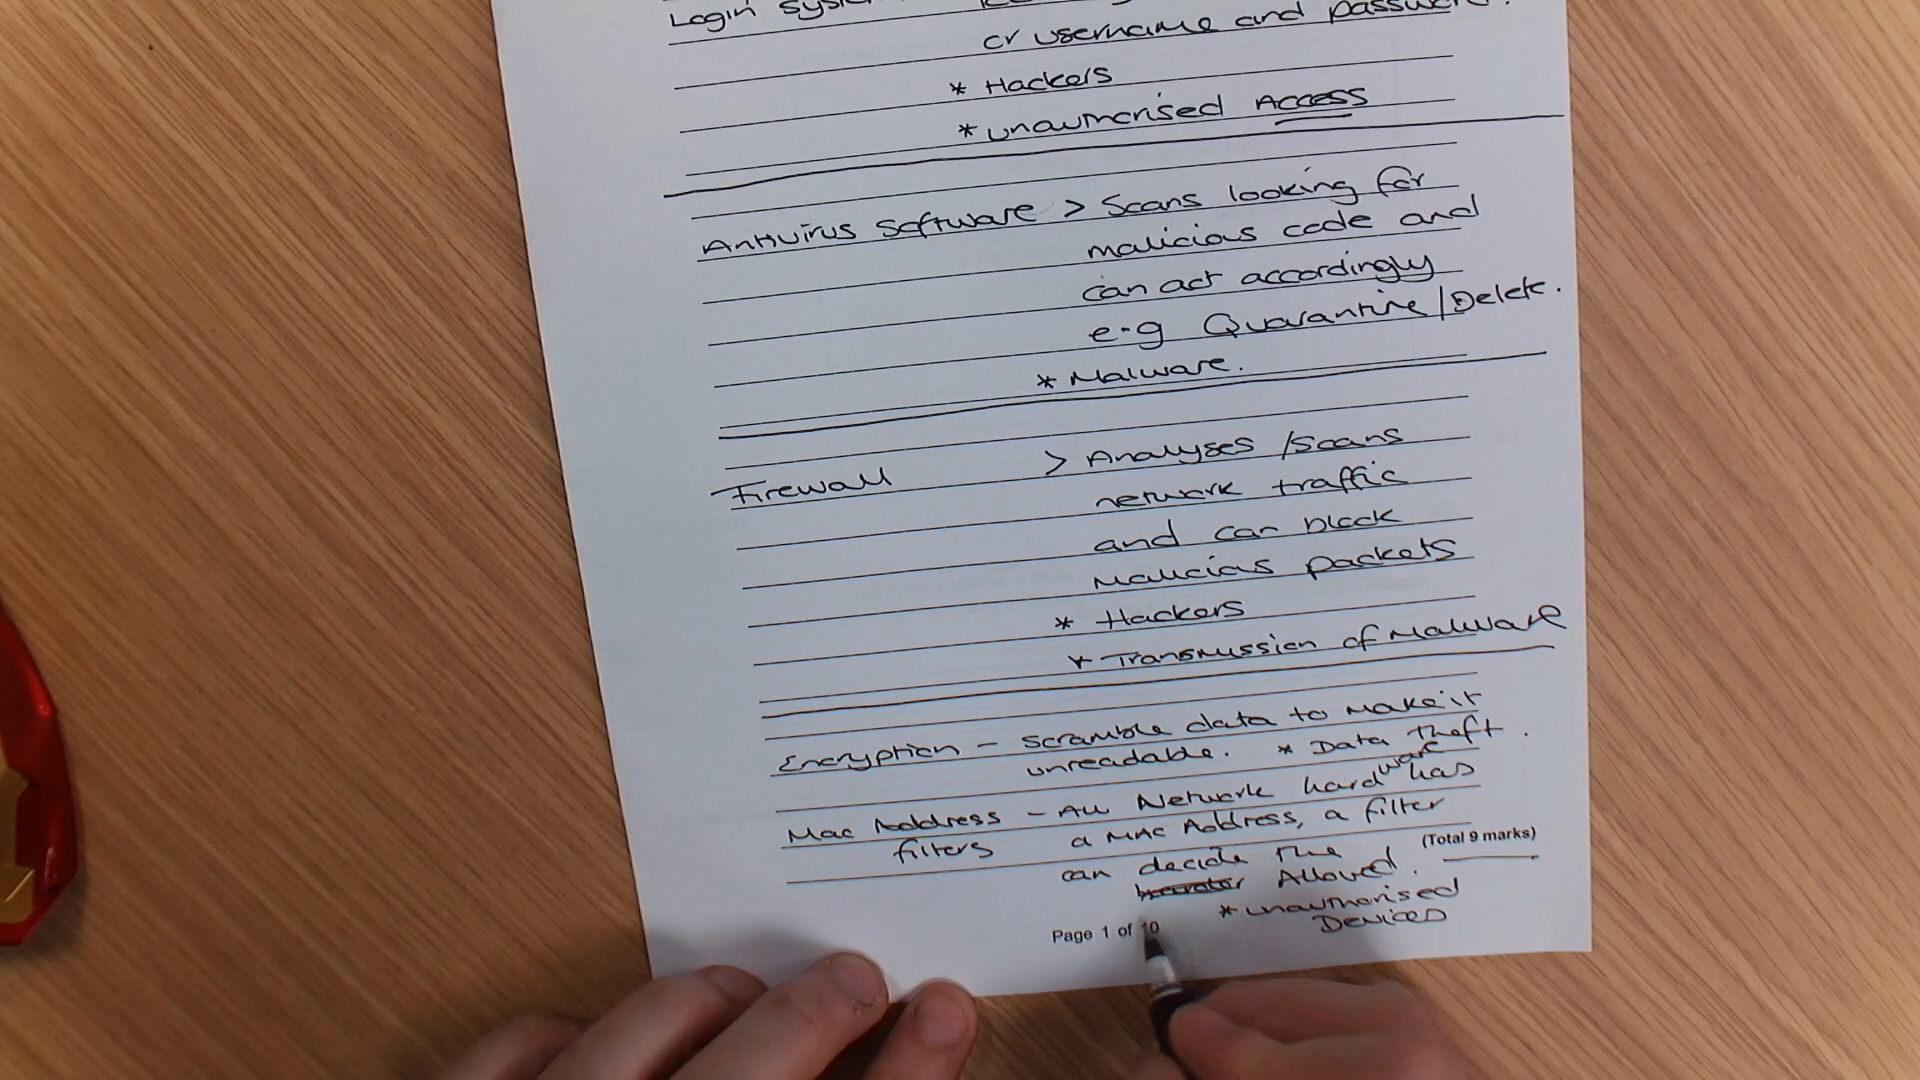 Login
or username and password.
* Hackers
* unauthorised Access
Antivirus Software > Scans looking for
malicious code and
can act accordingly
e-g Quarantine/Delete.
* Malware.
Firewall > Analyses /Scans
network traffic
and can block
Malicias packets
* Hackers
* Transmission of Malware
Encryption - Scramble data to make it
unreadable. * Data Theft.
Mac Address - All Network hardware has
filters a MAC Address, a filter
(Total 9 marks)
can decide the
Allowed.
* unauthorised
Devices
Page 1 of 10